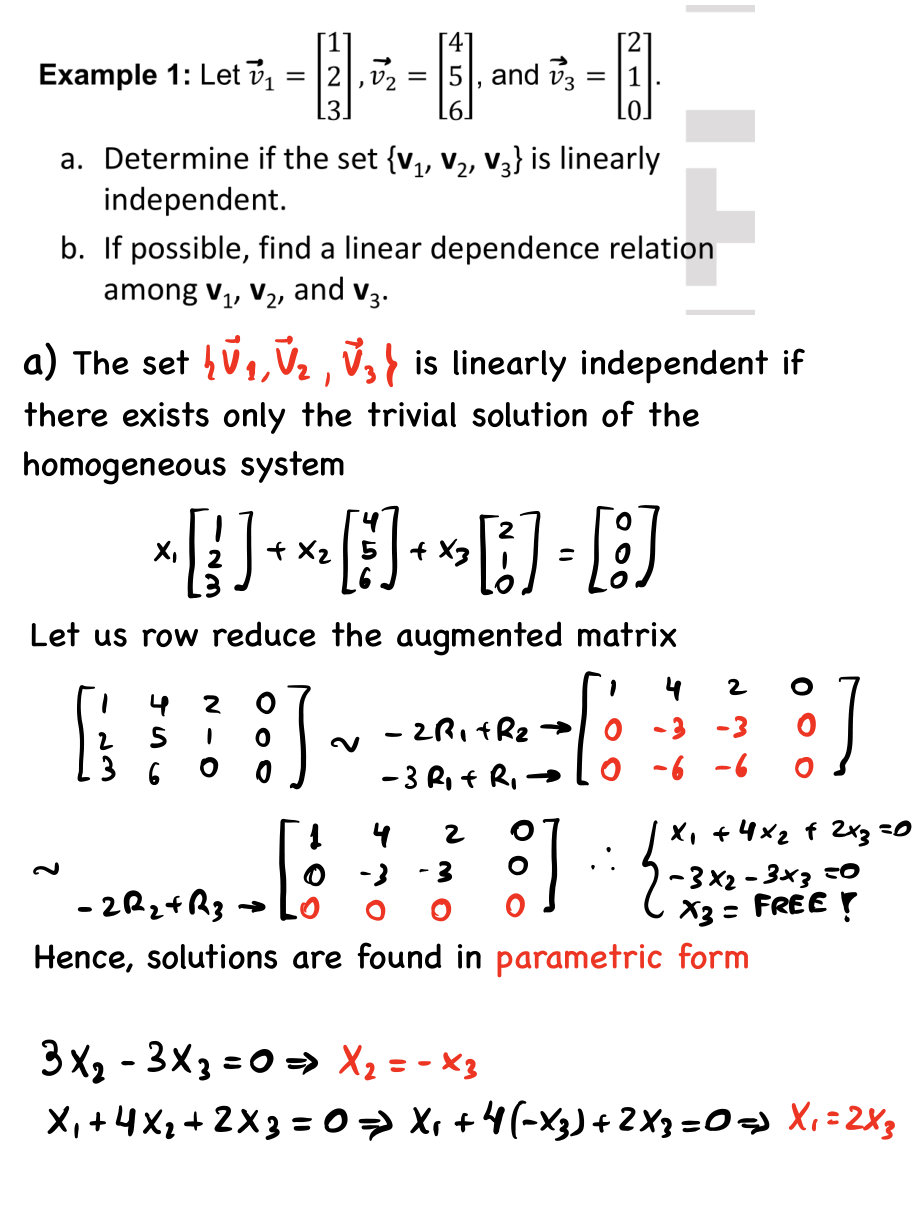 Example 1: Let v⃗₁ = [1 2 3], v⃗₂ = [4 5 6], and v⃗₃ = [2 1 0].
a. Determine if the set {v₁, v₂, v₃} is linearly
independent.
b. If possible, find a linear dependence relation
among v₁, v₂, and v₃.
a) The set {v⃗₁, v⃗₂, v⃗₃} is linearly independent if
there exists only the trivial solution of the
homogeneous system
x₁ [1 2 3] + x₂ [4 5 6] + x₃ [2 1 0] = [0 0 0]
Let us row reduce the augmented matrix
[1 4 2 0
2 5 1 0
3 6 0 0]
~ -2R₁+R₂ →
-3R₁+R₁ →
[1 4 2 0
0 -3 -3 0
0 -6 -6 0]
~ -2R₂+R₃ →
[1 4 2 0
0 -3 -3 0
0 0 0 0]
∴ { x₁ + 4x₂ + 2x₃ = 0
-3x₂ - 3x₃ = 0
x₃ = FREE!
Hence, solutions are found in parametric form
3x₂ - 3x₃ = 0 ⇒ x₂ = -x₃
x₁ + 4x₂ + 2x₃ = 0 ⇒ x₁ + 4(-x₃) + 2x₃ = 0 ⇒ x₁ = 2x₃